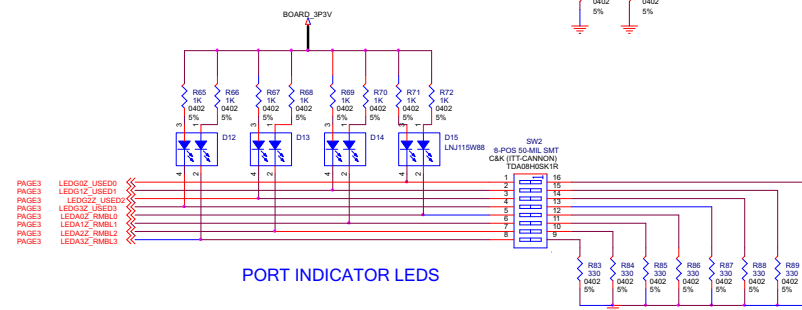 0402
5%
0402
5%
BOARD_3P3V
R65
1K
0402
5%
R66
1K
0402
5%
R67
1K
0402
5%
R68
1K
0402
5%
R69
1K
0402
5%
R70
1K
0402
5%
R71
1K
0402
5%
R72
1K
0402
5%
3 1
D12
4 2
3 1
D13
4 2
3 1
D14
4 2
3 1
D15
LNJ115W88
4 2
SW2
8-POS 50-MIL SMT
C&K (ITT-CANNON)
TDA08H0SK1R
PAGE3 LEDG0Z_USED0
PAGE3 LEDG1Z_USED1
PAGE3 LEDG2Z_USED2
PAGE3 LEDG3Z_USED3
PAGE3 LEDA0Z_RMBL0
PAGE3 LEDA1Z_RMBL1
PAGE3 LEDA2Z_RMBL2
PAGE3 LEDA3Z_RMBL3
1 16
2 15
3 14
4 13
5 12
6 11
7 10
8 9
PORT INDICATOR LEDS
R83
330
0402
5%
R84
330
0402
5%
R85
330
0402
5%
R86
330
0402
5%
R87
330
0402
5%
R88
330
0402
5%
R89
330
0402
5%